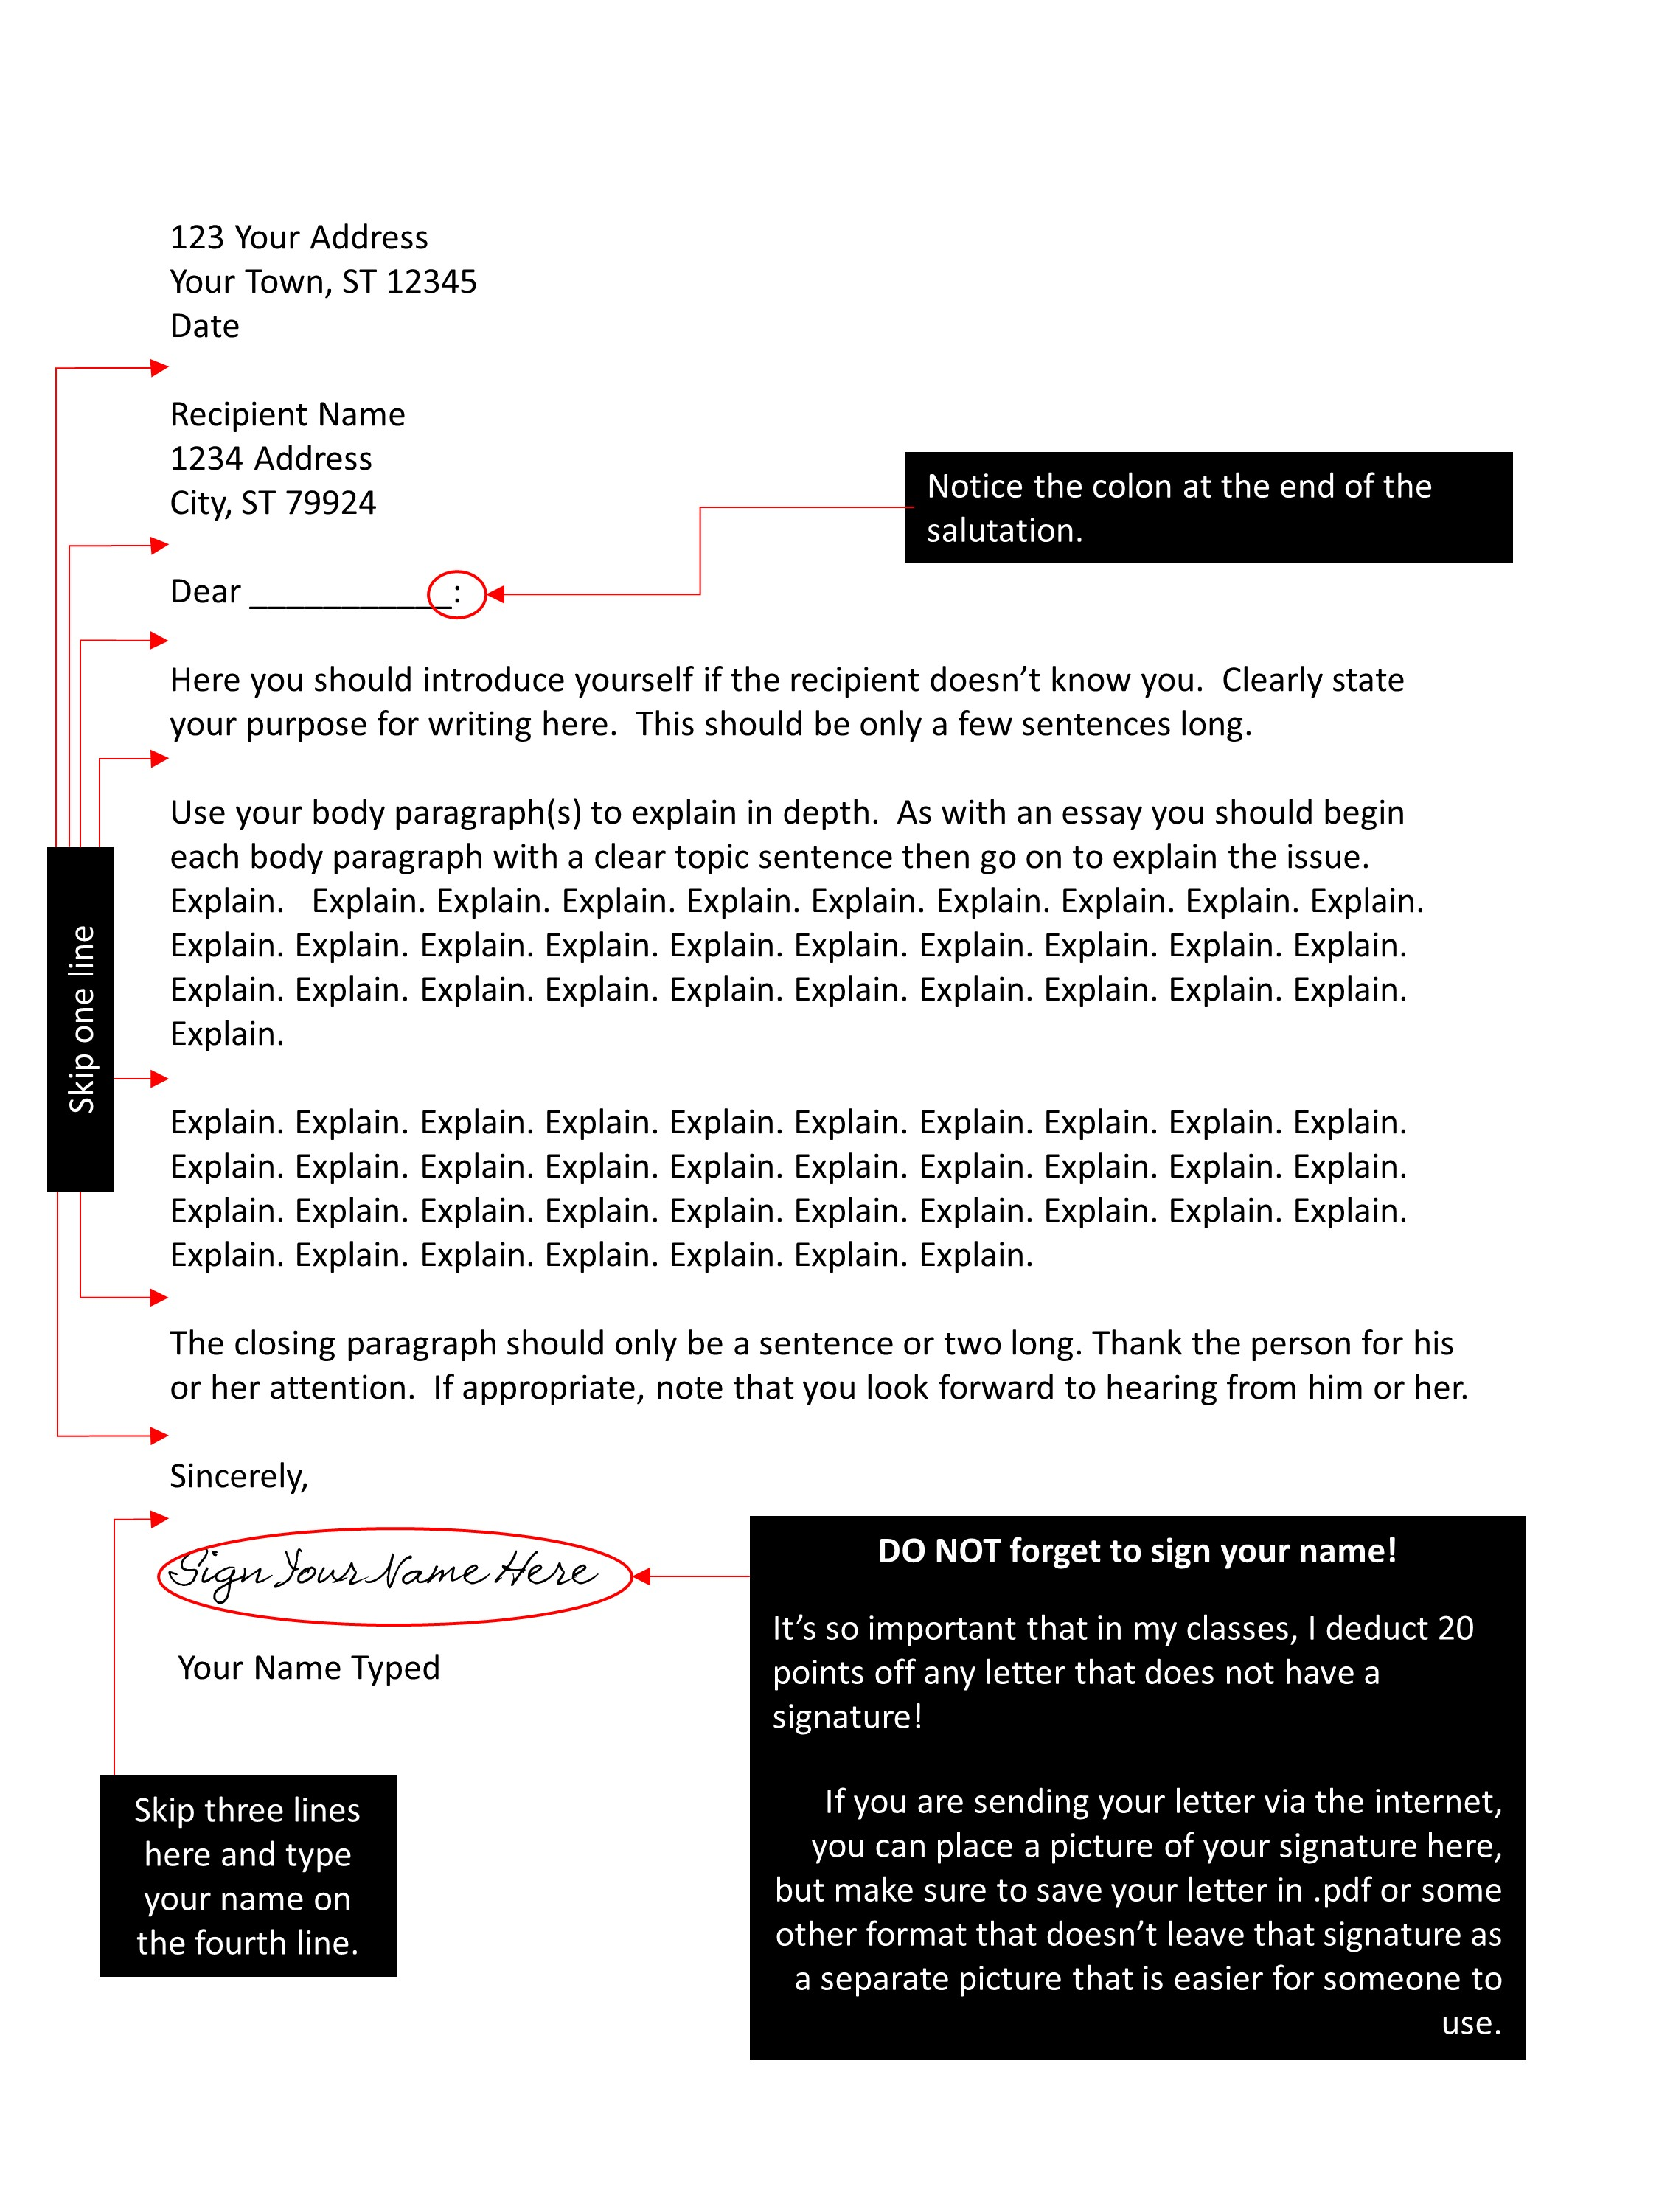 123 Your Address
Your Town, ST 12345
Date
Recipient Name
1234 Address
City, ST 79924
Notice the colon at the end of the
salutation.
Dear ___________:
Here you should introduce yourself if the recipient doesn’t know you.  Clearly state
your purpose for writing here.  This should be only a few sentences long.
Use your body paragraph(s) to explain in depth.  As with an essay you should begin
each body paragraph with a clear topic sentence then go on to explain the issue.
Explain.   Explain. Explain. Explain. Explain. Explain. Explain. Explain. Explain. Explain.
Explain. Explain. Explain. Explain. Explain. Explain. Explain. Explain. Explain. Explain.
Explain. Explain. Explain. Explain. Explain. Explain. Explain. Explain. Explain. Explain.
Explain.
Skip one line
Explain. Explain. Explain. Explain. Explain. Explain. Explain. Explain. Explain. Explain.
Explain. Explain. Explain. Explain. Explain. Explain. Explain. Explain. Explain. Explain.
Explain. Explain. Explain. Explain. Explain. Explain. Explain. Explain. Explain. Explain.
Explain. Explain. Explain. Explain. Explain. Explain. Explain.
The closing paragraph should only be a sentence or two long. Thank the person for his
or her attention.  If appropriate, note that you look forward to hearing from him or her.
Sincerely,
Sign Your Name Here
Your Name Typed
Skip three lines
here and type
your name on
the fourth line.
DO NOT forget to sign your name!
It’s so important that in my classes, I deduct 20
points off any letter that does not have a
signature!
If you are sending your letter via the internet,
you can place a picture of your signature here,
but make sure to save your letter in .pdf or some
other format that doesn’t leave that signature as
a separate picture that is easier for someone to
use.